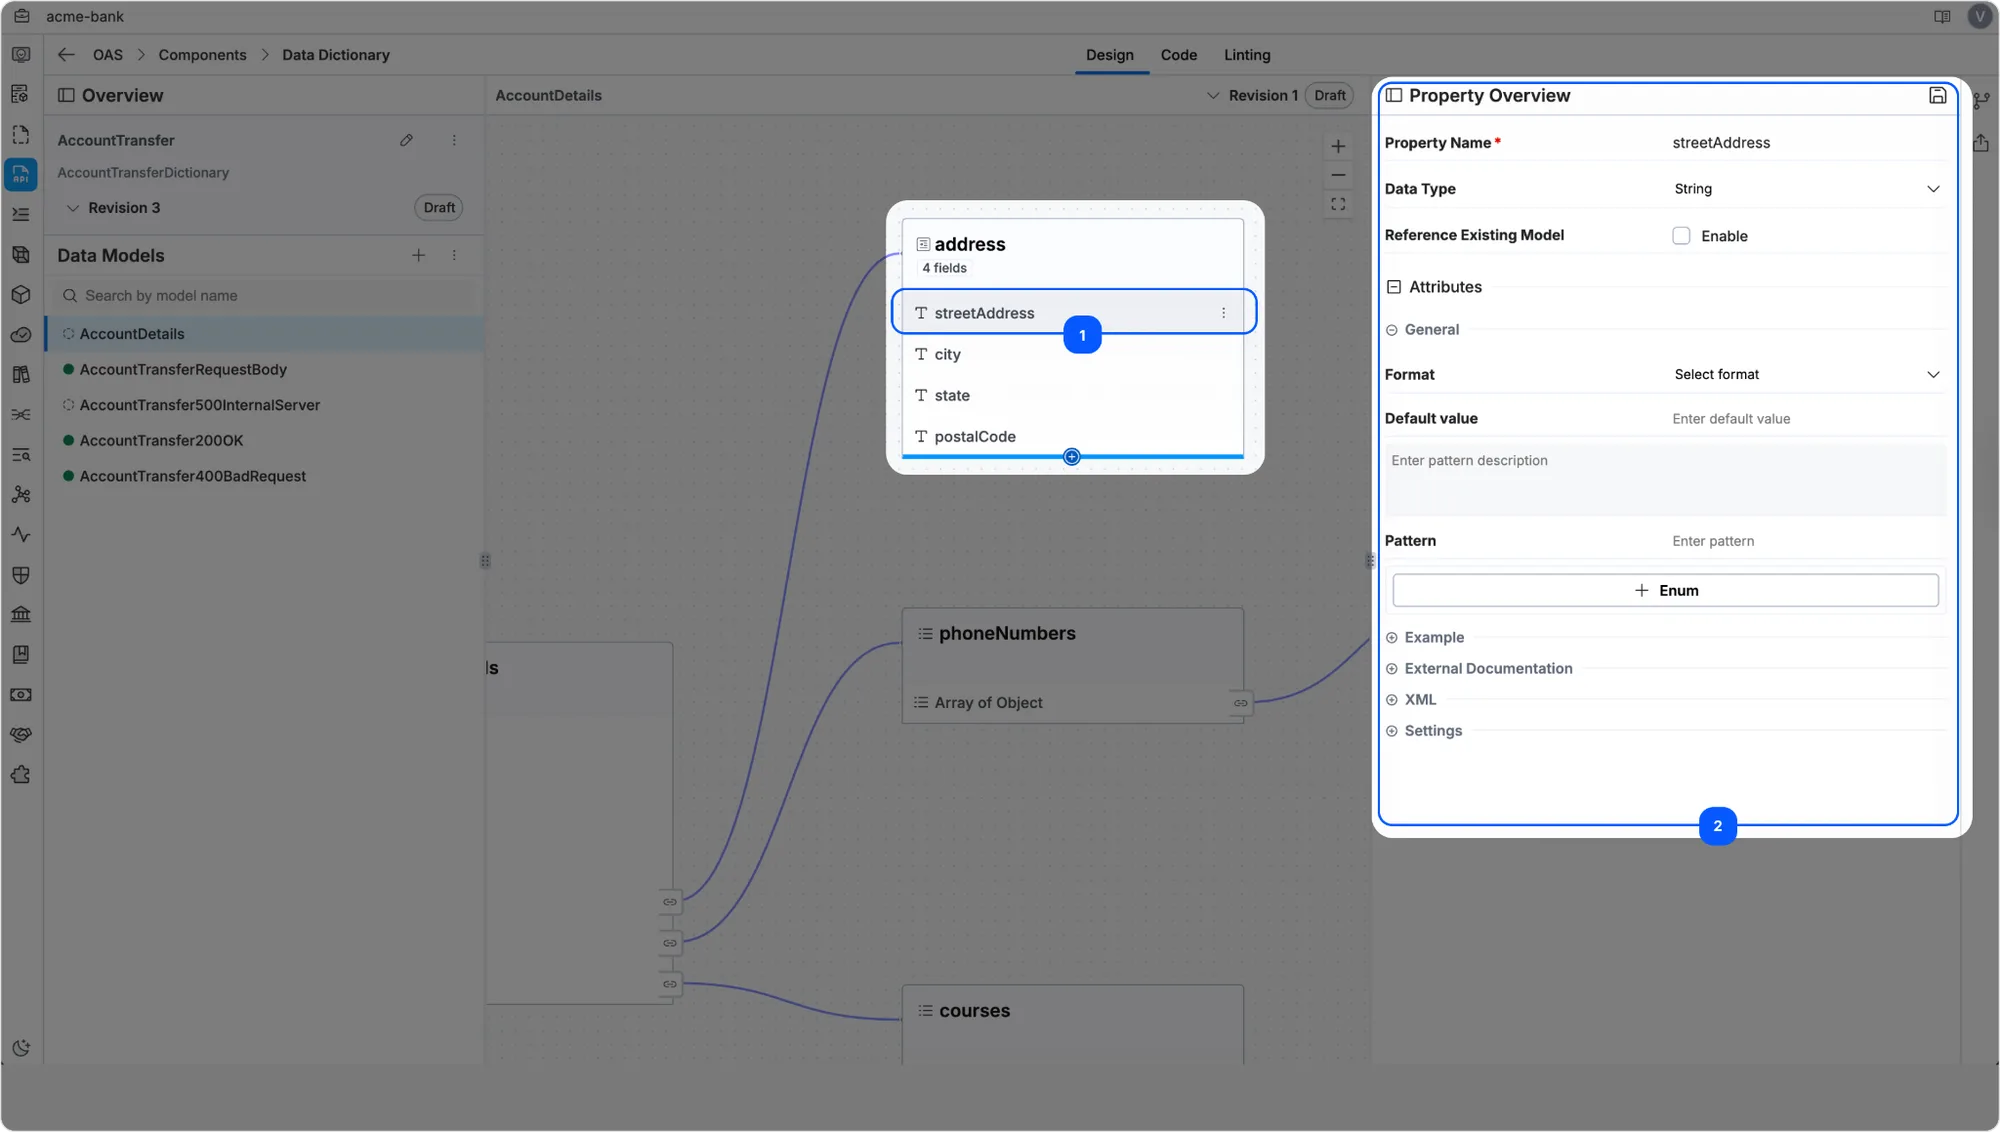 acme-bank
V
OAS
Components
Data Dictionary
Design
Code
Linting
Overview
AccountTransfer
AccountTransferDictionary
Revision 3
Draft
Data Models
Search by model name
AccountDetails
AccountTransferRequestBody
AccountTransfer500InternalServer
AccountTransfer200OK
AccountTransfer400BadRequest
API
AccountDetails
Revision 1
Draft
address
4 fields
streetAddress
1
city
state
postalCode
ls
phoneNumbers
Array of Object
courses
Property Overview
Property Name*
streetAddress
Data Type
String
Reference Existing Model
Enable
Attributes
General
Format
Select format
Default value
Enter default value
Enter pattern description
Pattern
Enter pattern
Enum
Example
External Documentation
XML
Settings
2